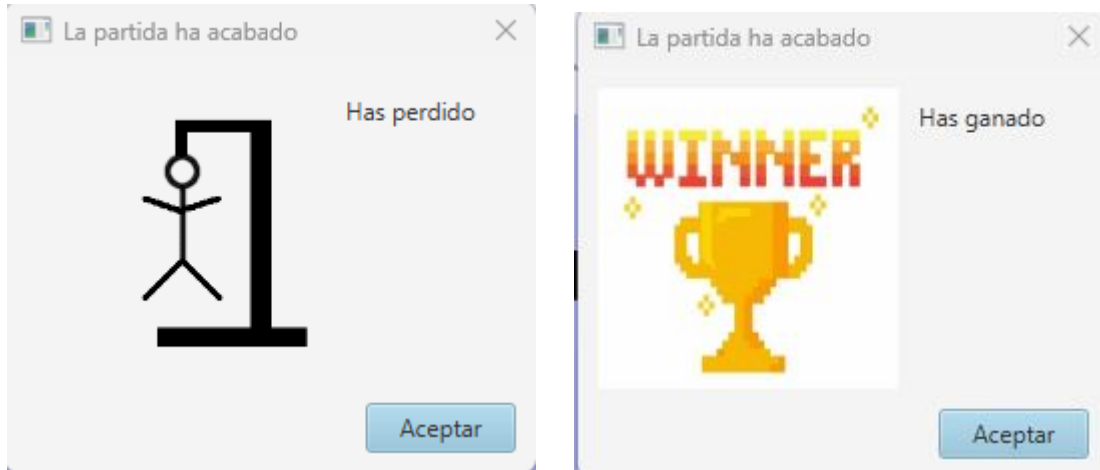 La partida ha acabado
Has perdido
Aceptar
La partida ha acabado
WINNER
Has ganado
Aceptar